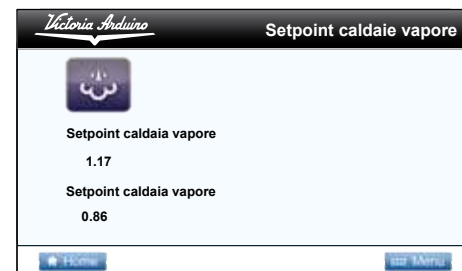 Victoria Arduino
Setpoint caldaie vapore
Setpoint caldaia vapore
1.17
Setpoint caldaia vapore
0.86
Home
Menu